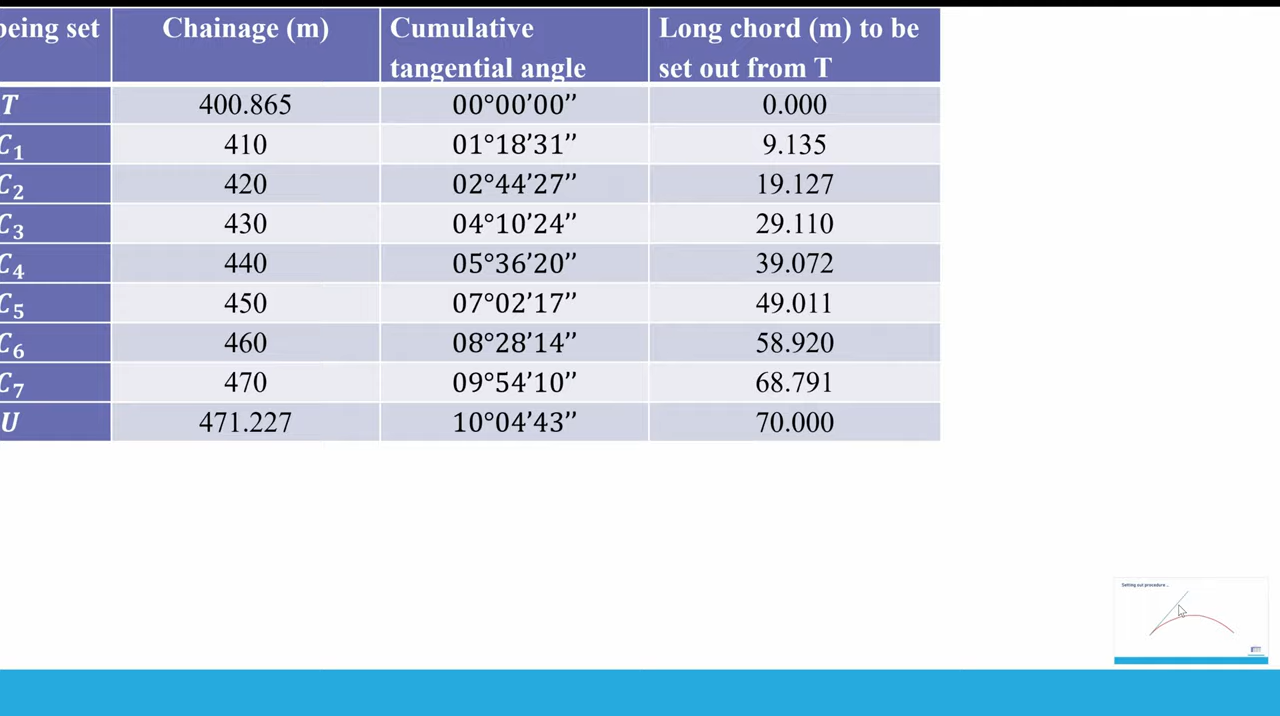 being set Chainage (m) Cumulative tangential angle Long chord (m) to be set out from T
T 400.865 00°00’00” 0.000
C₁ 410 01°18’31” 9.135
C₂ 420 02°44’27” 19.127
C₃ 430 04°10’24” 29.110
C₄ 440 05°36’20” 39.072
C₅ 450 07°02’17” 49.011
C₆ 460 08°28’14” 58.920
C₇ 470 09°54’10” 68.791
U 471.227 10°04’43” 70.000
Setting out procedure ..